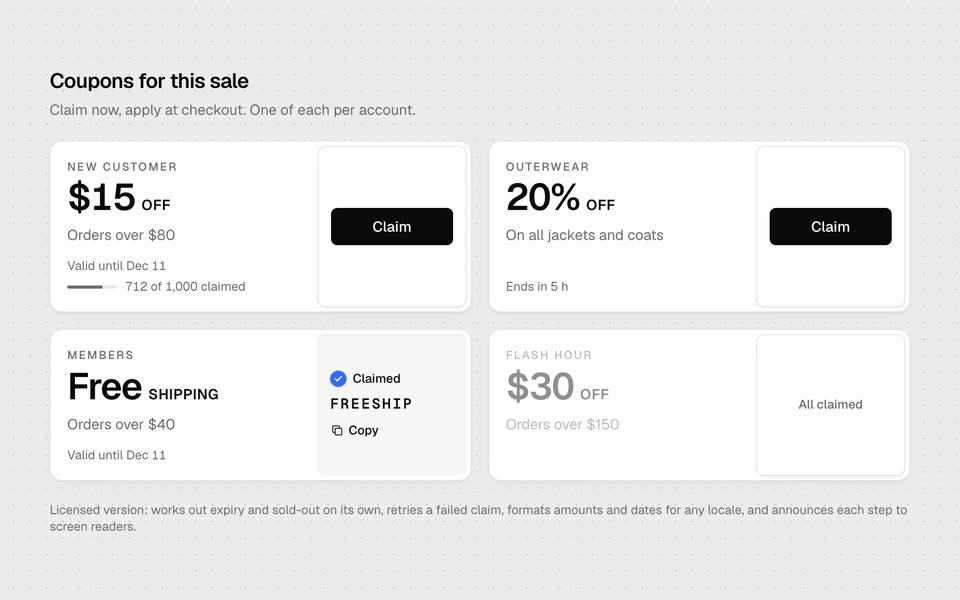 Coupons for this sale
Claim now, apply at checkout. One of each per account.
NEW CUSTOMER
$15 OFF
Orders over $80
Valid until Dec 11
712 of 1,000 claimed
Claim
OUTERWEAR
20% OFF
On all jackets and coats
Ends in 5 h
Claim
MEMBERS
Free SHIPPING
Orders over $40
Valid until Dec 11
Claimed
FREESHIP
Copy
FLASH HOUR
$30 OFF
Orders over $150
All claimed
Licensed version: works out expiry and sold-out on its own, retries a failed claim, formats amounts and dates for any locale, and announces each step to
screen readers.